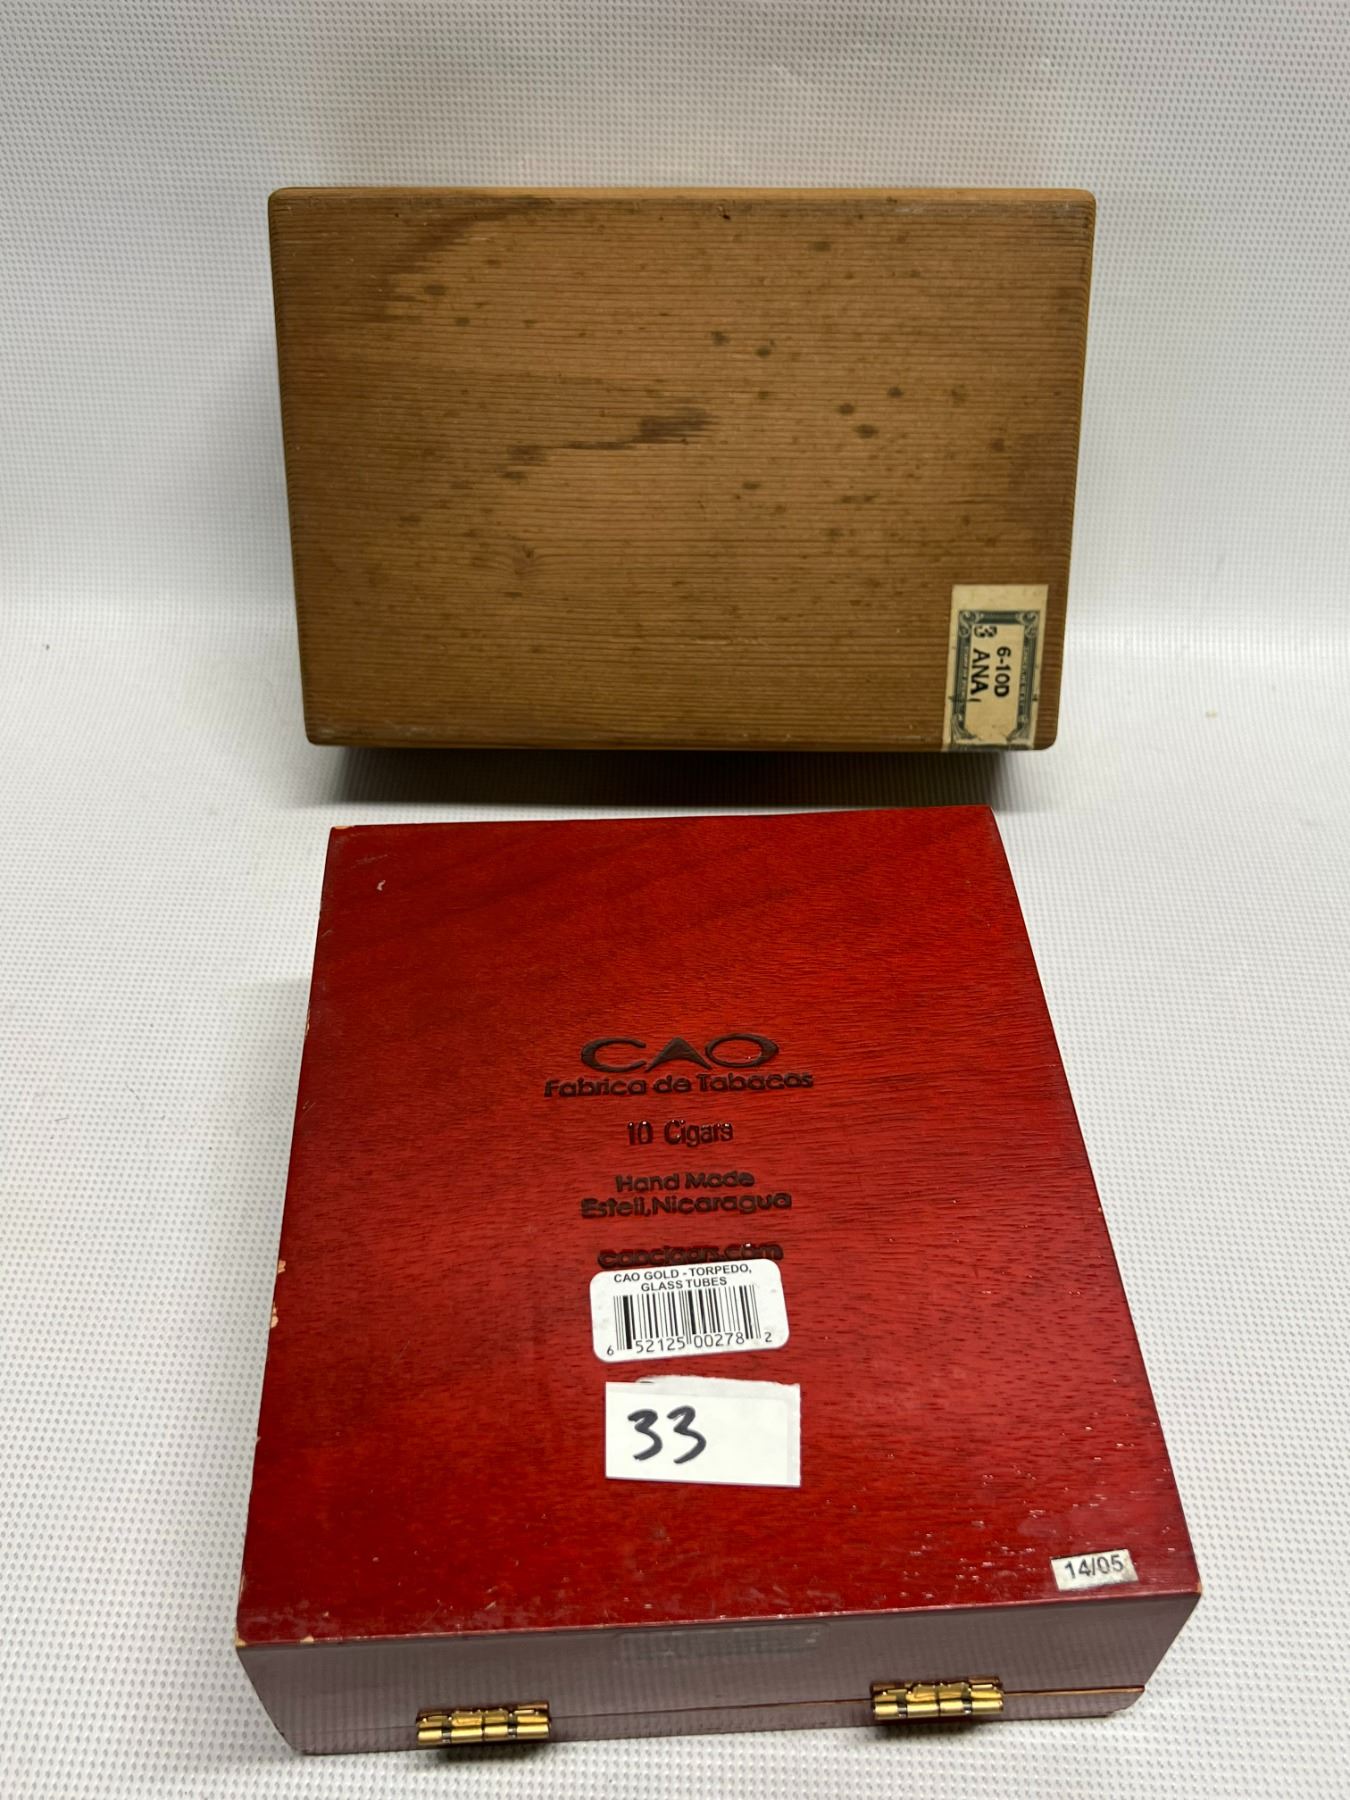 6-10D
3 ANA
CAO
Fabrica de Tabacos
10 Cigars
Hand Made
Esteli, Nicaragua
caocigars.com
CAO GOLD - TORPEDO,
GLASS TUBES
6 52125 00278 2
33
14/05